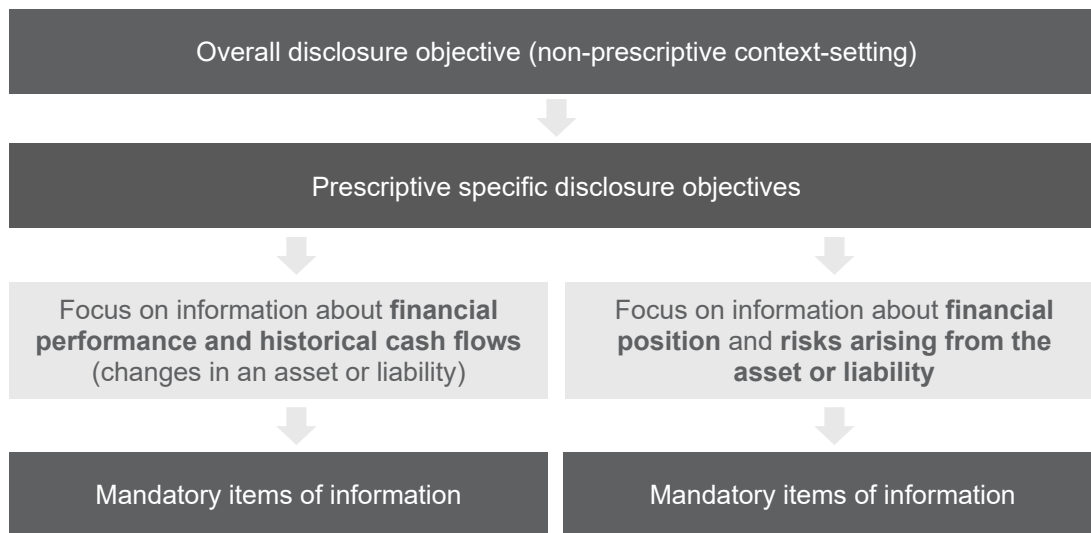 Overall disclosure objective (non-prescriptive context-setting)
Prescriptive specific disclosure objectives
Focus on information about financial
performance and historical cash flows
(changes in an asset or liability)
Focus on information about financial
position and risks arising from the
asset or liability
Mandatory items of information
Mandatory items of information